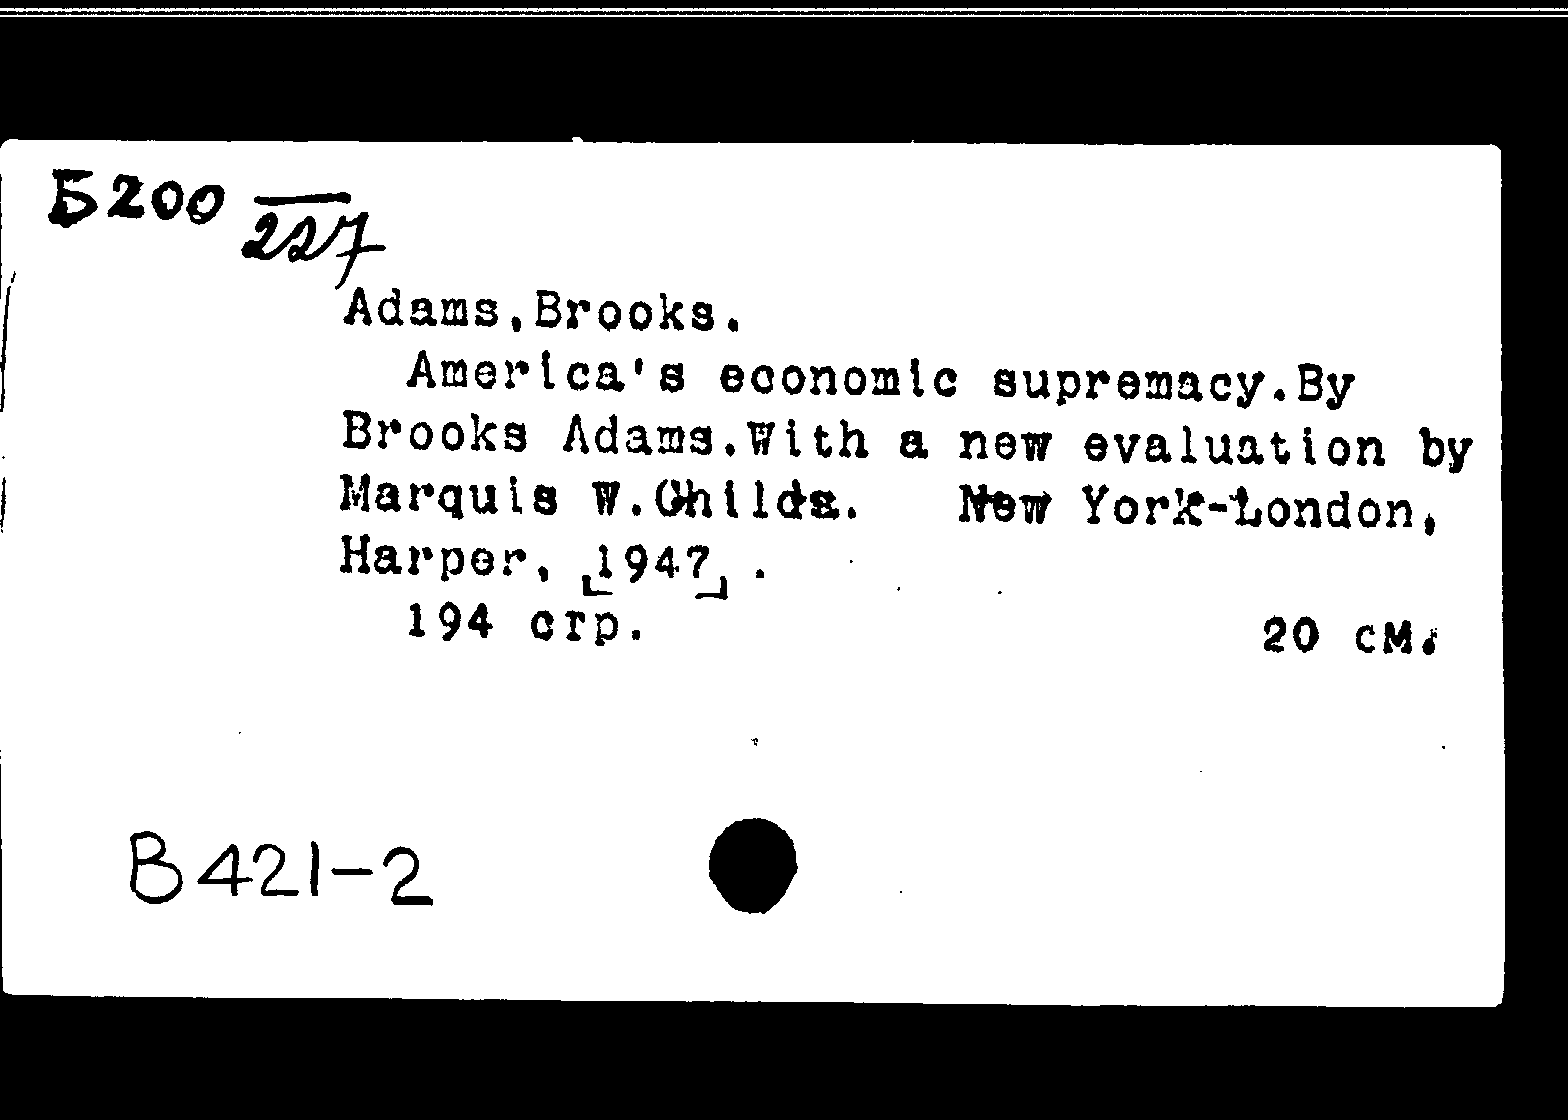 Б200 227
Adams,Brooks.
America's economic supremacy.By
Brooks Adams.With a new evaluation by
Marquis W.Childs. New York-London,
Harper, [1947] .
194 стр. 20 см.
В421-2